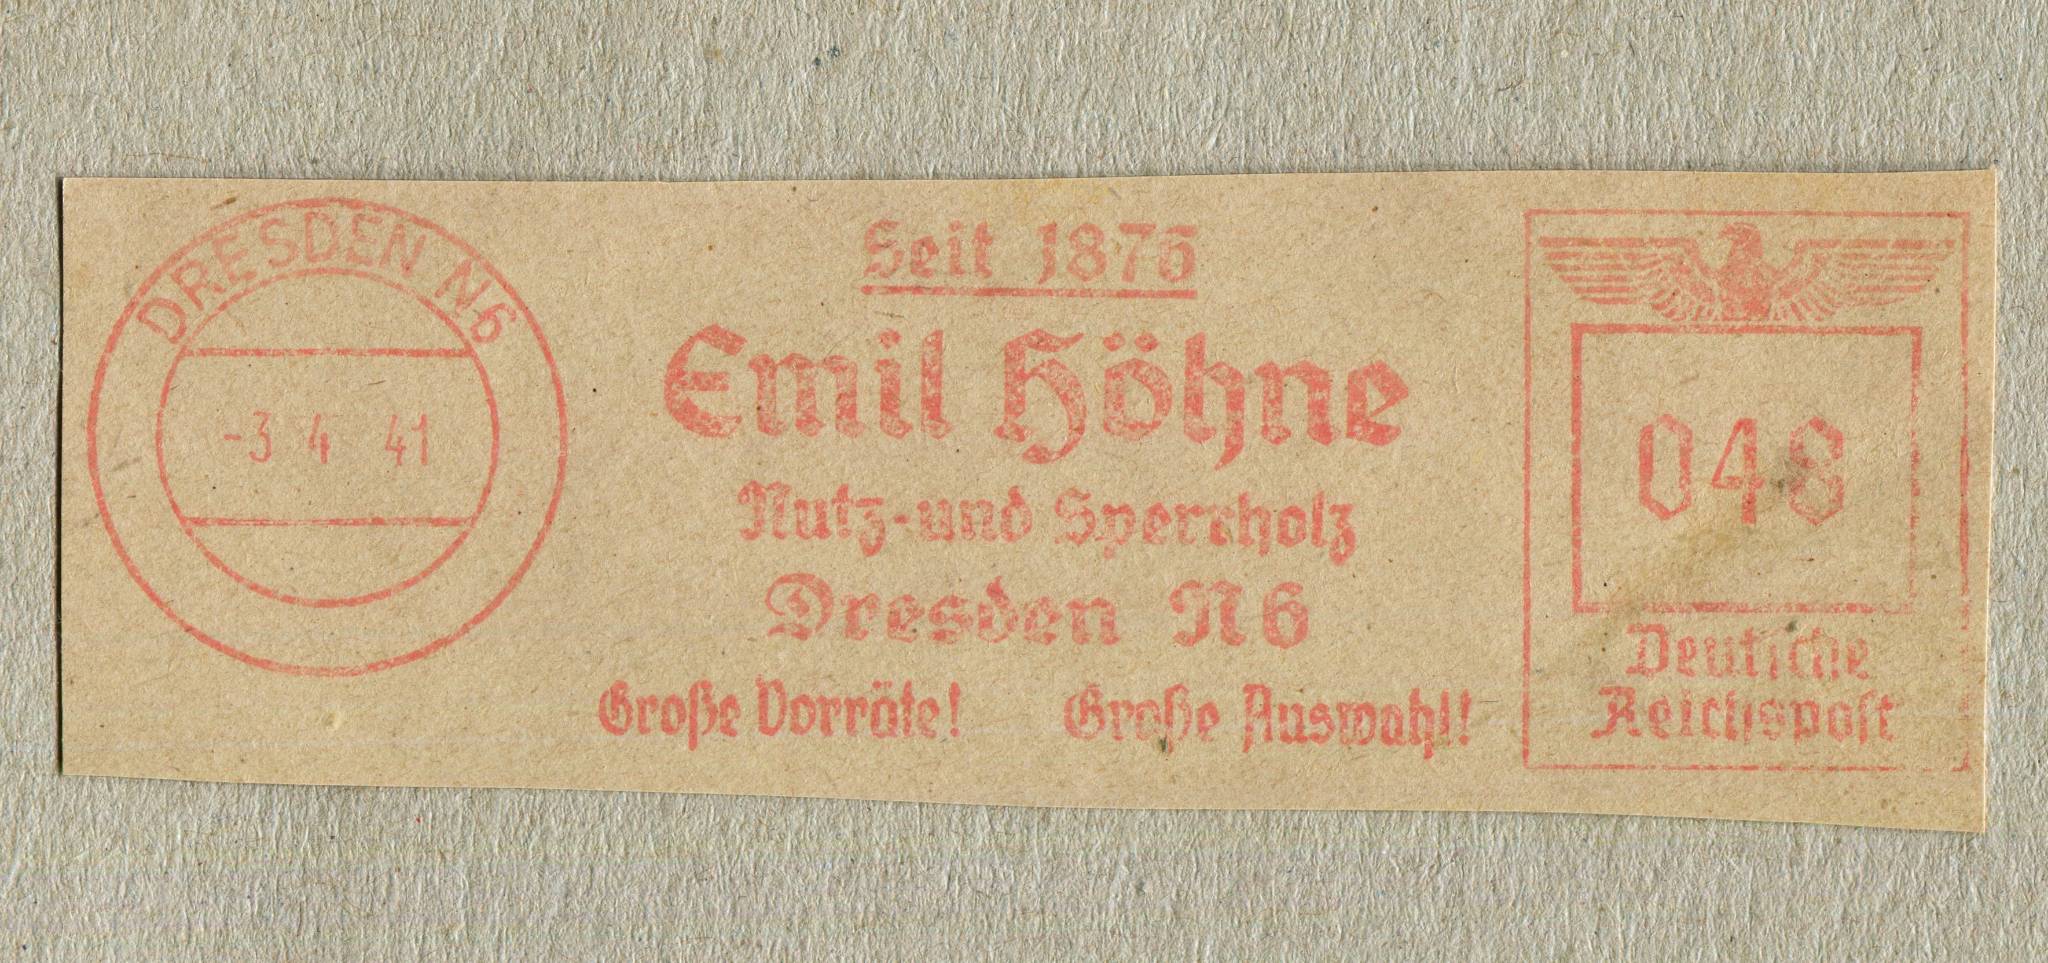 DRESDEN N6
-3 4 41
Seit 1876
Emil Höhne
Nutz-und Sperrholz
Dresden N6
Große Vorräte! Große Auswahl!
048
Deutsche
Reichspost